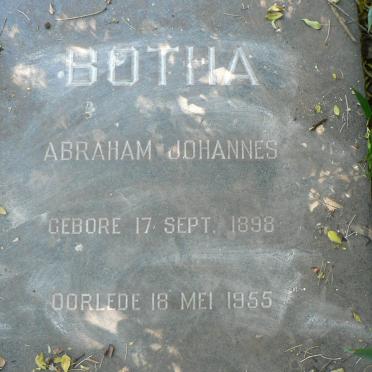 BOTHA
ABRAHAM JOHANNES
GEBORE 17 SEPT. 1898
OORLEDE 18 MEI 1955